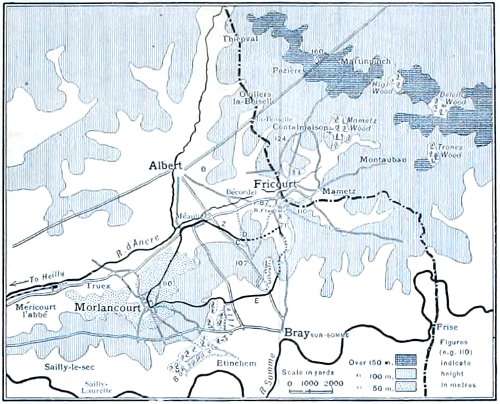 Thiepval
160
Martinpuich
Pozières
High
Wood
Delville
Wood
Ovillers
la-Boiselle
Contalmaison
Mametz
Wood
124
Trones
Wood
Montauban
Albert
Fricourt
Mametz
Bécordel
110
Méaulte
R. d'Ancre
D
107
To Heilly
Treux
Méricourt
l'abbé
Morlancourt
E
Bray SUR-SOMME
Frise
Etinehem
Sailly-le-sec
Sailly-
Laurette
R. Somme
Scale in yards
0 1000 2000
Over 150 m.
" 100 m.
" 50 m.
Figures
(e.g. 110)
indicate
height
in metres